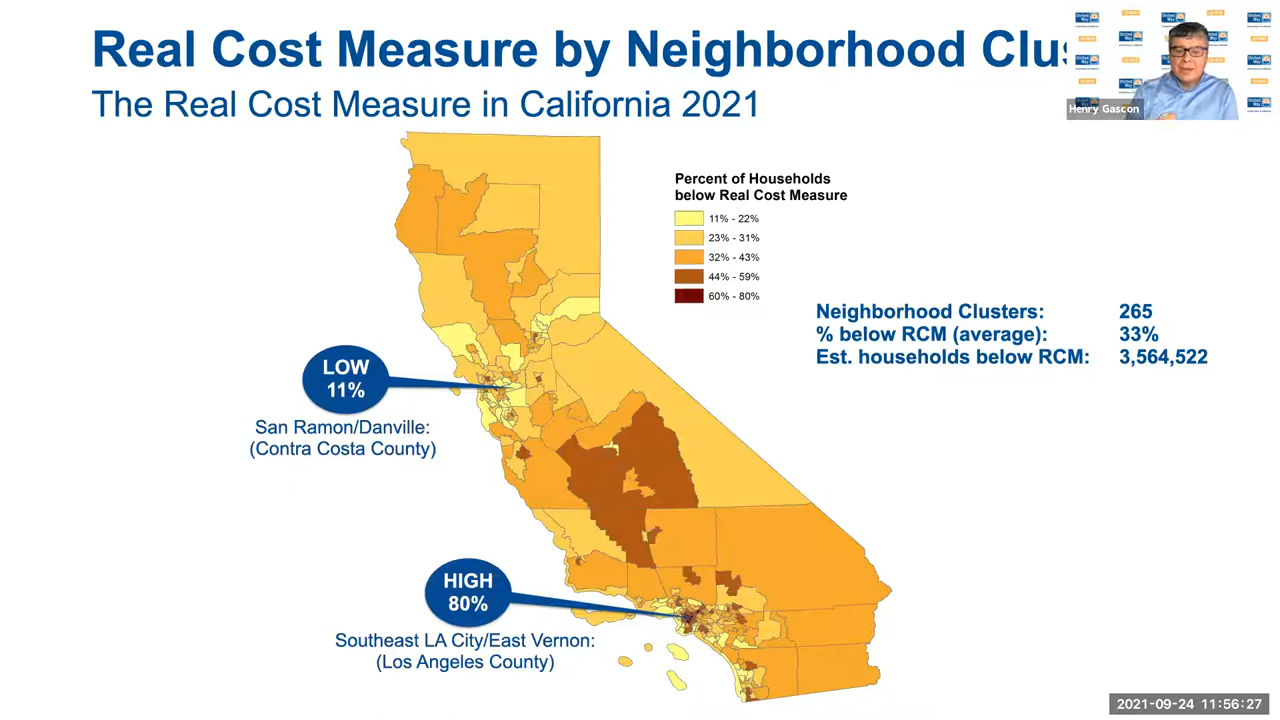 Real Cost Measure by Neighborhood Clus
The Real Cost Measure in California 2021
Henry Gascon
Percent of Households
below Real Cost Measure
11% - 22%
23% - 31%
32% - 43%
44% - 59%
60% - 80%
Neighborhood Clusters: 265
% below RCM (average): 33%
Est. households below RCM: 3,564,522
LOW
11%
San Ramon/Danville:
(Contra Costa County)
HIGH
80%
Southeast LA City/East Vernon:
(Los Angeles County)
2021-09-24 11:56:27